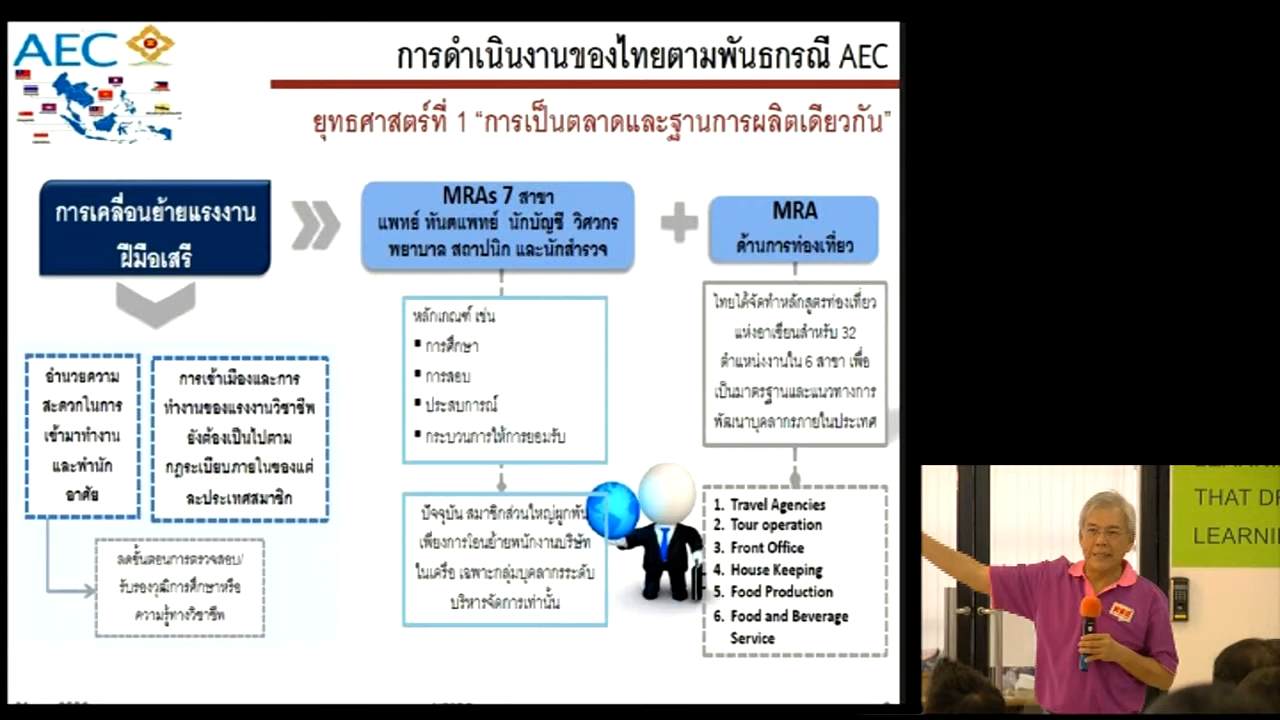 AEC
การดำเนินงานของไทยตามพันธกรณี AEC
ยุทธศาสตร์ที่ 1 “การเป็นตลาดและฐานการผลิตเดียวกัน”
การเคลื่อนย้ายแรงงาน
ฝีมือเสรี
MRAs 7 สาขา
แพทย์ ทันตแพทย์ นักบัญชี วิศวกร
พยาบาล สถาปนิก และนักสำรวจ
MRA
ด้านการท่องเที่ยว
อำนวยความ
สะดวกในการ
เข้ามาทำงาน
และพำนัก
อาศัย
การเข้าเมืองและการ
ทำงานของแรงงานวิชาชีพ
ยังต้องเป็นไปตาม
กฎระเบียบภายในของแต่
ละประเทศสมาชิก
ลดขั้นตอนการตรวจสอบ/
รับรองวุฒิการศึกษาหรือ
ความรู้ทางวิชาชีพ
หลักเกณฑ์ เช่น
▪ การศึกษา
▪ การสอบ
▪ ประสบการณ์
▪ กระบวนการให้การยอมรับ
ปัจจุบัน สมาชิกส่วนใหญ่ผูกพัน
เพียงการโอนย้ายพนักงานบริษัท
ในเครือ เฉพาะกลุ่มบุคลากรระดับ
บริหารจัดการเท่านั้น
ไทยได้จัดทำหลักสูตรท่องเที่ยว
แห่งอาเซียนสำหรับ 32
ตำแหน่งงานใน 6 สาขา เพื่อ
เป็นมาตรฐานและแนวทางการ
พัฒนาบุคลากรภายในประเทศ
1. Travel Agencies
2. Tour operation
3. Front Office
4. House Keeping
5. Food Production
6. Food and Beverage
Service
THAT DR
LEARNIN